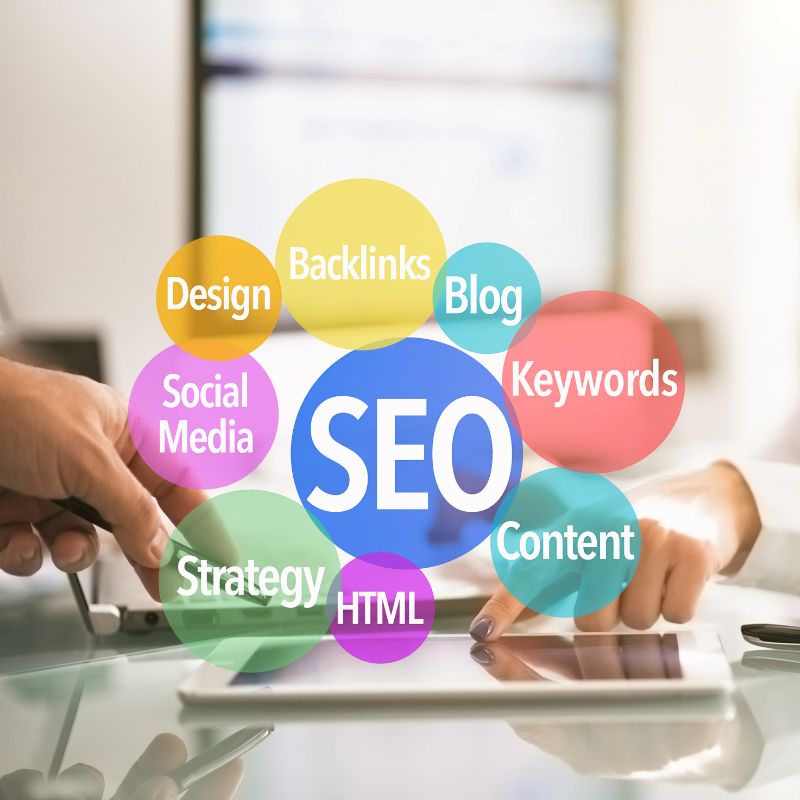 Backlinks
Design
Blog
Keywords
Social
Media
SEO
Content
Strategy
HTML